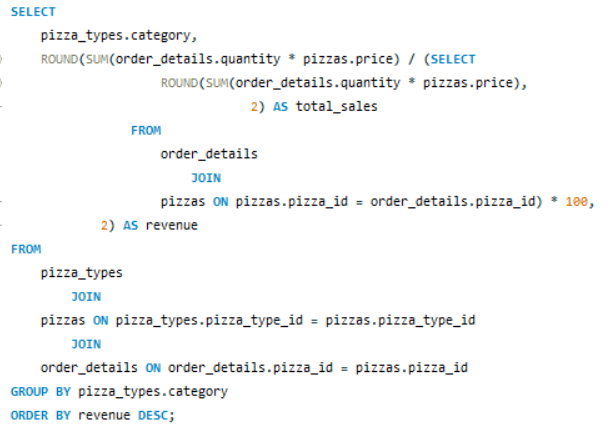 SELECT
pizza_types.category,
ROUND(SUM(order_details.quantity * pizzas.price) / (SELECT
ROUND(SUM(order_details.quantity * pizzas.price),
2) AS total_sales
FROM
order_details
JOIN
pizzas ON pizzas.pizza_id = order_details.pizza_id) * 100,
2) AS revenue
FROM
pizza_types
JOIN
pizzas ON pizza_types.pizza_type_id = pizzas.pizza_type_id
JOIN
order_details ON order_details.pizza_id = pizzas.pizza_id
GROUP BY pizza_types.category
ORDER BY revenue DESC;